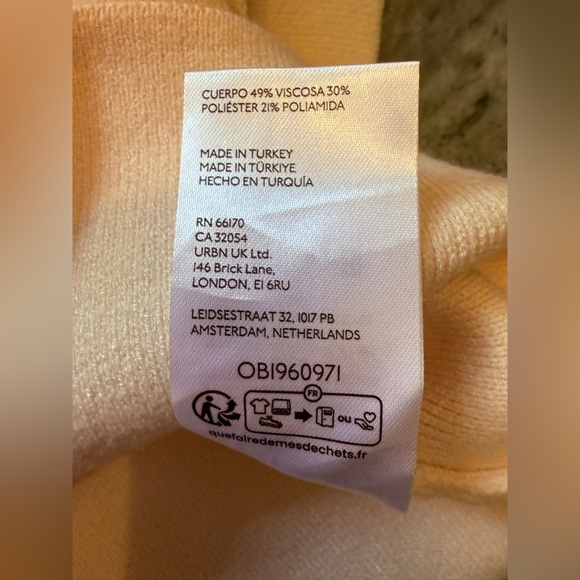 CUERPO 49% VISCOSA 30%
POLIÉSTER 21% POLIAMIDA
MADE IN TURKEY
MADE IN TÜRKİYE
HECHO EN TURQUÍA
RN 66170
CA 32054
URBN UK Ltd.
146 Brick Lane,
LONDON, E1 6RU
LEIDSESTRAAT 32, 1017 PB
AMSTERDAM, NETHERLANDS
OB1960971
FR
OU
quefairedemesdechets.fr